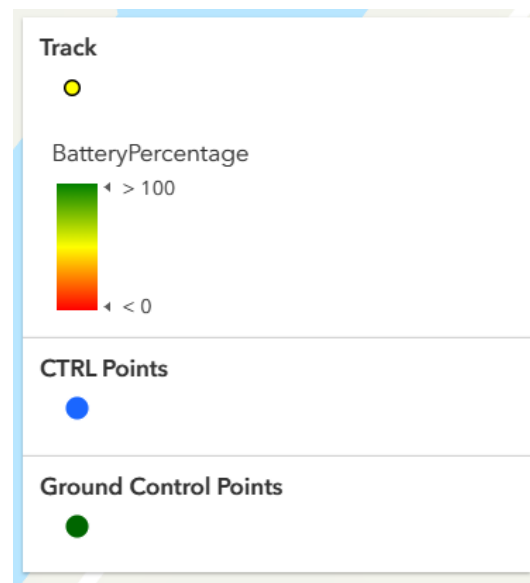 Track
BatteryPercentage
> 100
< 0
CTRL Points
Ground Control Points